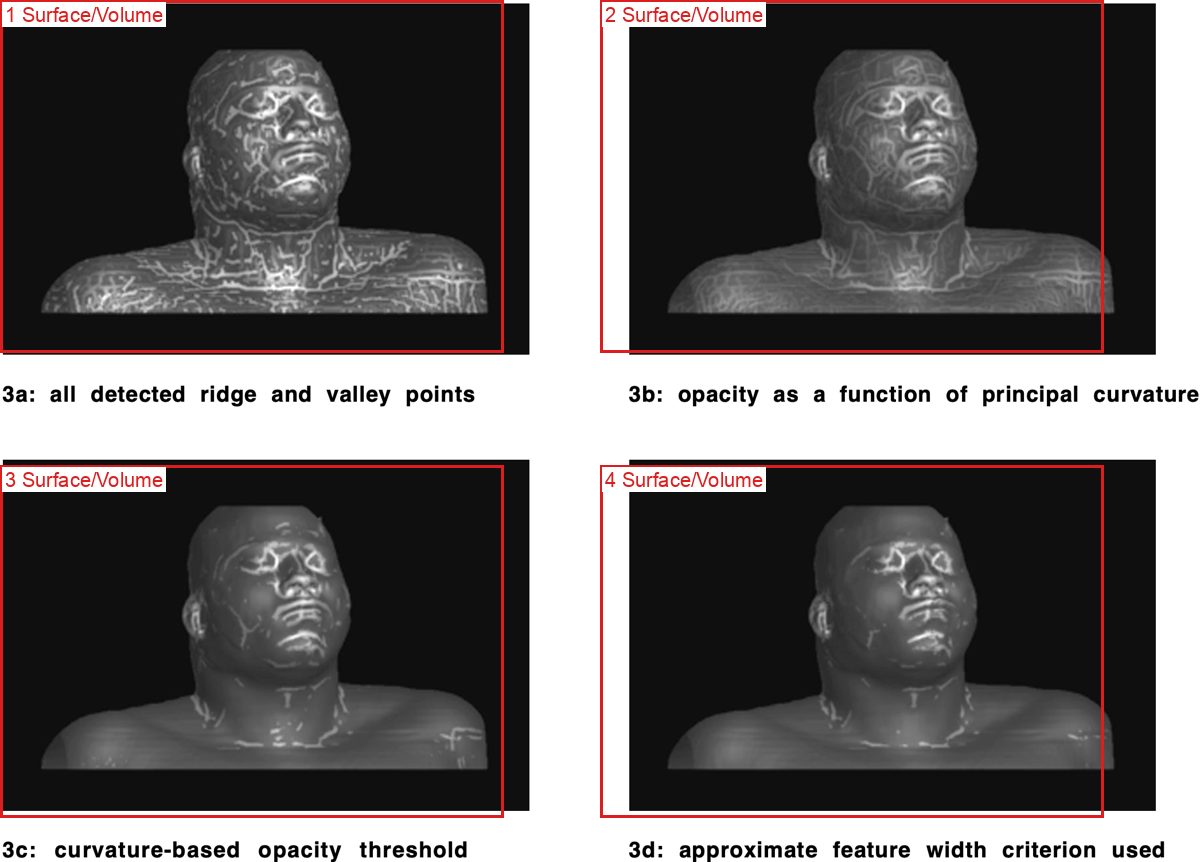 1 Surface/Volume
2 Surface/Volume
3a: all detected ridge and valley points
3b: opacity as a function of principal curvature
3 Surface/Volume
4 Surface/Volume
3c: curvature-based opacity threshold
3d: approximate feature width criterion used